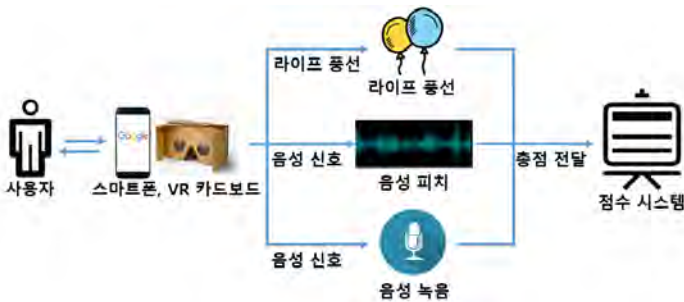 라이프 풍선
라이프 풍선
Google
사용자
스마트폰, VR 카드보드
음성 신호
음성 피치
총점 전달
점수 시스템
음성 신호
음성 녹음